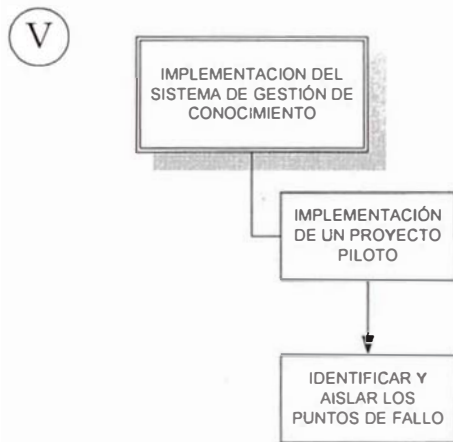 V
IMPLEMENTACION DEL
SISTEMA DE GESTIÓN DE
CONOCIMIENTO
IMPLEMENTACIÓN
DE UN PROYECTO
PILOTO
IDENTIFICAR Y
AISLAR LOS
PUNTOS DE FALLO